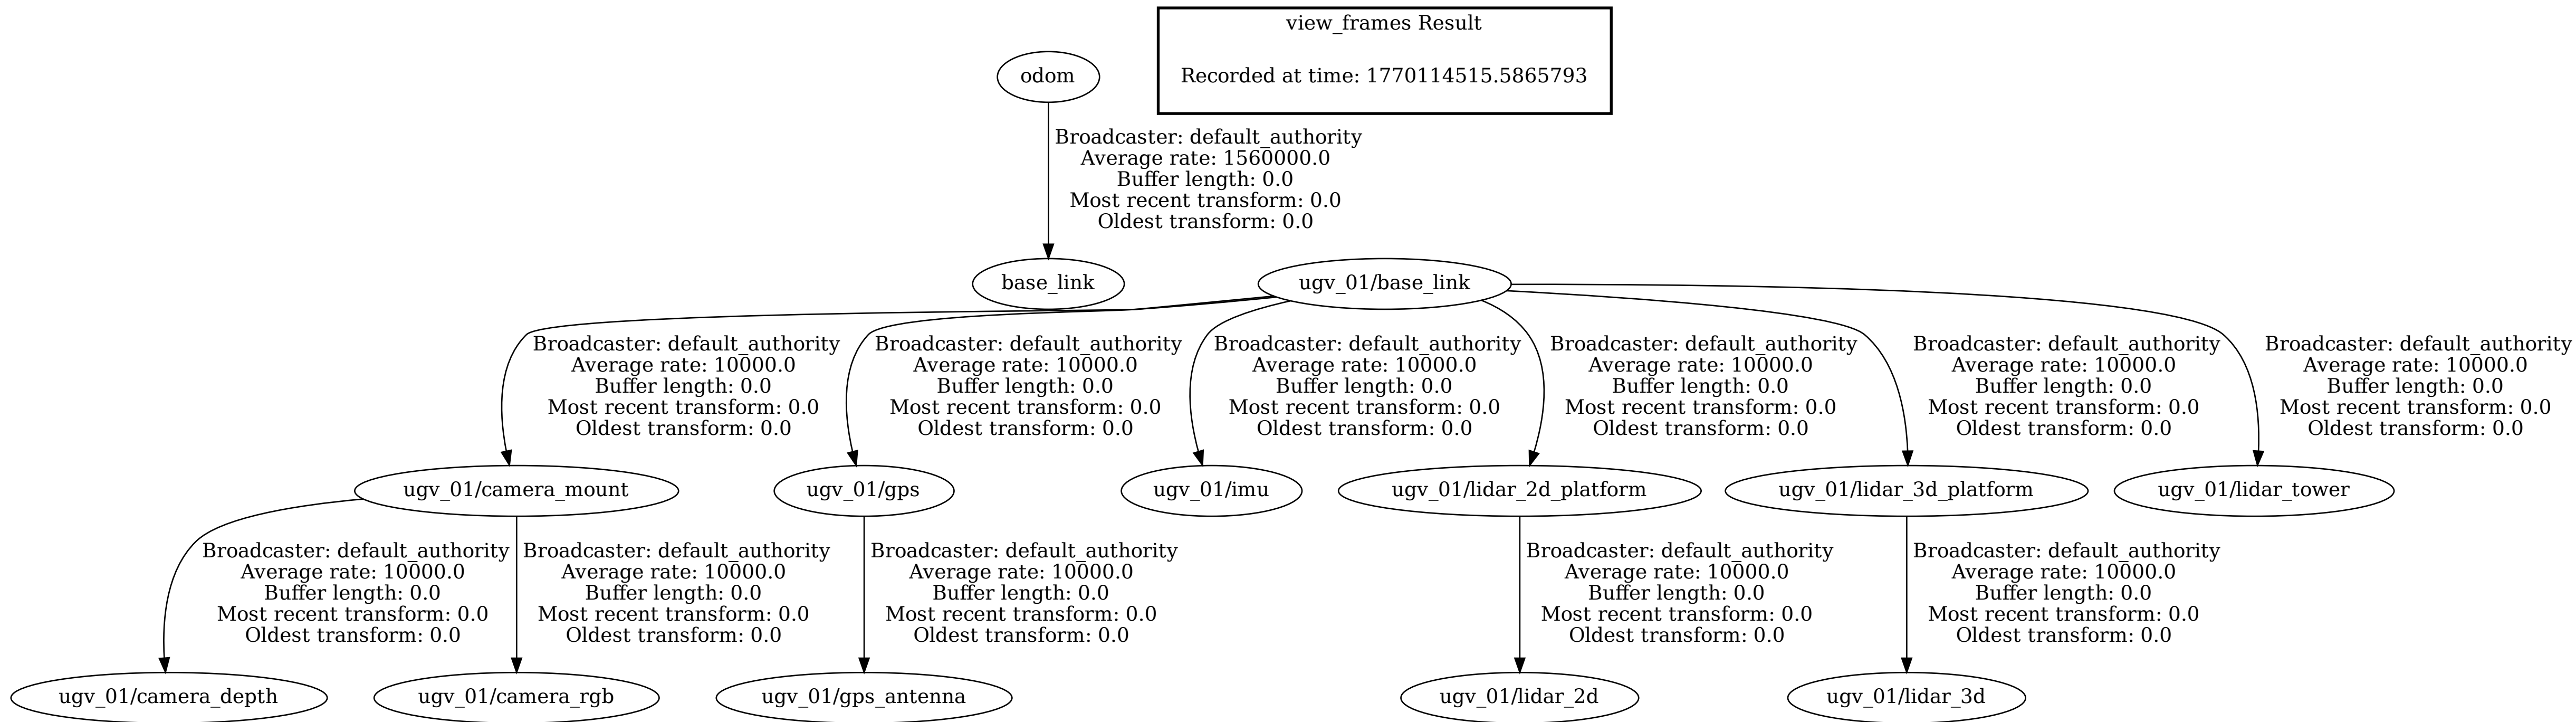 view_frames Result
Recorded at time: 1770114515.5865793
odom
Broadcaster: default_authority
Average rate: 1560000.0
Buffer length: 0.0
Most recent transform: 0.0
Oldest transform: 0.0
base_link
ugv_01/base_link
Broadcaster: default_authority
Average rate: 10000.0
Buffer length: 0.0
Most recent transform: 0.0
Oldest transform: 0.0
Broadcaster: default_authority
Average rate: 10000.0
Buffer length: 0.0
Most recent transform: 0.0
Oldest transform: 0.0
Broadcaster: default_authority
Average rate: 10000.0
Buffer length: 0.0
Most recent transform: 0.0
Oldest transform: 0.0
Broadcaster: default_authority
Average rate: 10000.0
Buffer length: 0.0
Most recent transform: 0.0
Oldest transform: 0.0
Broadcaster: default_authority
Average rate: 10000.0
Buffer length: 0.0
Most recent transform: 0.0
Oldest transform: 0.0
Broadcaster: default_authority
Average rate: 10000.0
Buffer length: 0.0
Most recent transform: 0.0
Oldest transform: 0.0
ugv_01/camera_mount
ugv_01/gps
ugv_01/imu
ugv_01/lidar_2d_platform
ugv_01/lidar_3d_platform
ugv_01/lidar_tower
Broadcaster: default_authority
Average rate: 10000.0
Buffer length: 0.0
Most recent transform: 0.0
Oldest transform: 0.0
Broadcaster: default_authority
Average rate: 10000.0
Buffer length: 0.0
Most recent transform: 0.0
Oldest transform: 0.0
Broadcaster: default_authority
Average rate: 10000.0
Buffer length: 0.0
Most recent transform: 0.0
Oldest transform: 0.0
Broadcaster: default_authority
Average rate: 10000.0
Buffer length: 0.0
Most recent transform: 0.0
Oldest transform: 0.0
Broadcaster: default_authority
Average rate: 10000.0
Buffer length: 0.0
Most recent transform: 0.0
Oldest transform: 0.0
ugv_01/camera_depth
ugv_01/camera_rgb
ugv_01/gps_antenna
ugv_01/lidar_2d
ugv_01/lidar_3d